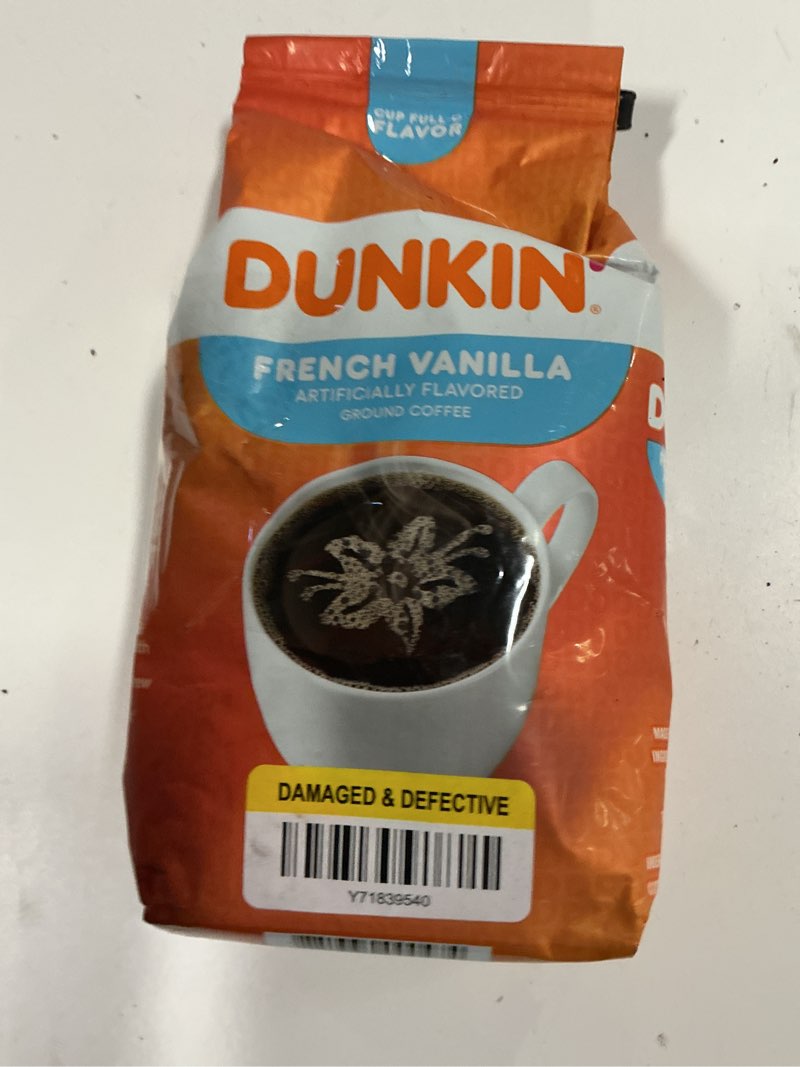 CUP FULL O
FLAVOR
DUNKIN'®
FRENCH VANILLA
ARTIFICIALLY FLAVORED
GROUND COFFEE
DAMAGED & DEFECTIVE
Y71839540